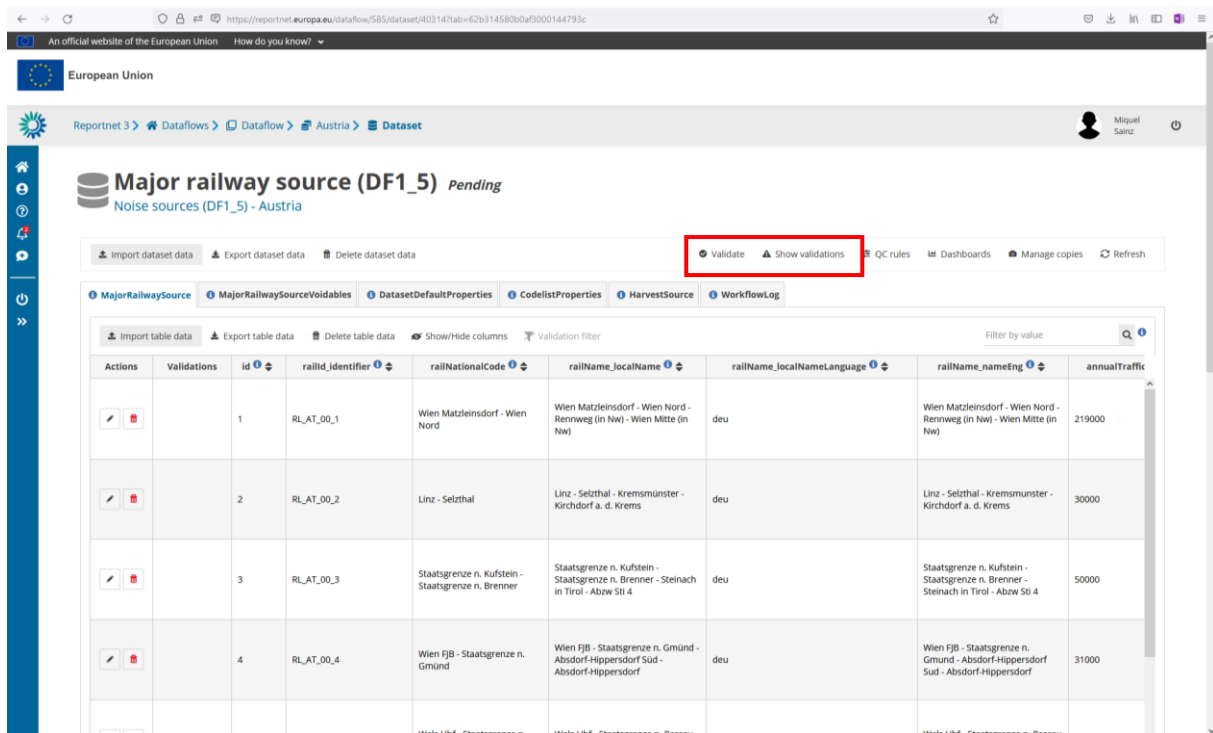 https://reportnet.europa.eu/dataflow/585/dataset/40314?tab=62b314580b0af3000144793c
An official website of the European Union How do you know?
European Union
Reportnet 3 Dataflows Dataflow Austria Dataset
Miquel
Sainz
Major railway source (DF1_5) Pending
Noise sources (DF1_5) - Austria
Import dataset data Export dataset data Delete dataset data Validate Show validations QC rules Dashboards Manage copies Refresh
MajorRailwaySource MajorRailwaySourceVoidables DatasetDefaultProperties CodelistProperties HarvestSource WorkflowLog
Import table data Export table data Delete table data Show/Hide columns Validation filter Filter by value
Actions Validations id railId_identifier railNationalCode railName_localName railName_localNameLanguage railName_nameEng annualTraffic
1 RL_AT_00_1
Wien Matzleinsdorf - Wien
Nord
Wien Matzleinsdorf - Wien Nord -
Rennweg (in Nw) - Wien Mitte (in
Nw)
deu
Wien Matzleinsdorf - Wien Nord -
Rennweg (in Nw) - Wien Mitte (in
Nw)
219000
2 RL_AT_00_2 Linz - Selzthal
Linz - Selzthal - Kremsmünster -
Kirchdorf a. d. Krems
deu
Linz - Selzthal - Kremsmunster -
Kirchdorf a. d. Krems
30000
3 RL_AT_00_3
Staatsgrenze n. Kufstein -
Staatsgrenze n. Brenner
Staatsgrenze n. Kufstein -
Staatsgrenze n. Brenner - Steinach
in Tirol - Abzw Sti 4
deu
Staatsgrenze n. Kufstein -
Staatsgrenze n. Brenner -
Steinach in Tirol - Abzw Sti 4
50000
4 RL_AT_00_4
Wien FJB - Staatsgrenze n.
Gmünd
Wien FJB - Staatsgrenze n. Gmünd -
Absdorf-Hippersdorf Süd -
Absdorf-Hippersdorf
deu
Wien FJB - Staatsgrenze n.
Gmund - Absdorf-Hippersdorf
Sud - Absdorf-Hippersdorf
31000